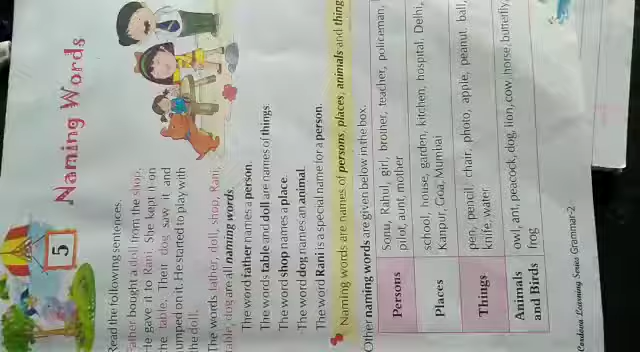 5
Naming Words
Read the following sentences.
Father bought a doll from the shop.
He gave it to Rani. She kept it on
the table. Their dog saw it and
jumped on it. He started to play with
the doll.
The words father, doll, shop, Rani,
table, dog are all naming words.
The word father names a person.
The words table and doll are names of things.
The word shop names a place.
The word dog names an animal.
The word Rani is a special name for a person.
Naming words are names of persons, places, animals and thing
Other naming words are given below in the box.
Persons
Sonu, Rahul, girl, brother, teacher, policeman,
pilot, aunt, mother
Places
school, house, garden, kitchen, hospital, Delhi,
Kanpur, Goa, Mumbai
Things
pen, pencil, chair, photo, apple, peanut, ball,
knife, water
Animals
and Birds
owl, ant, peacock, dog, lion, cow, horse, butterfly,
frog
Cordova Learning Series Grammar-2